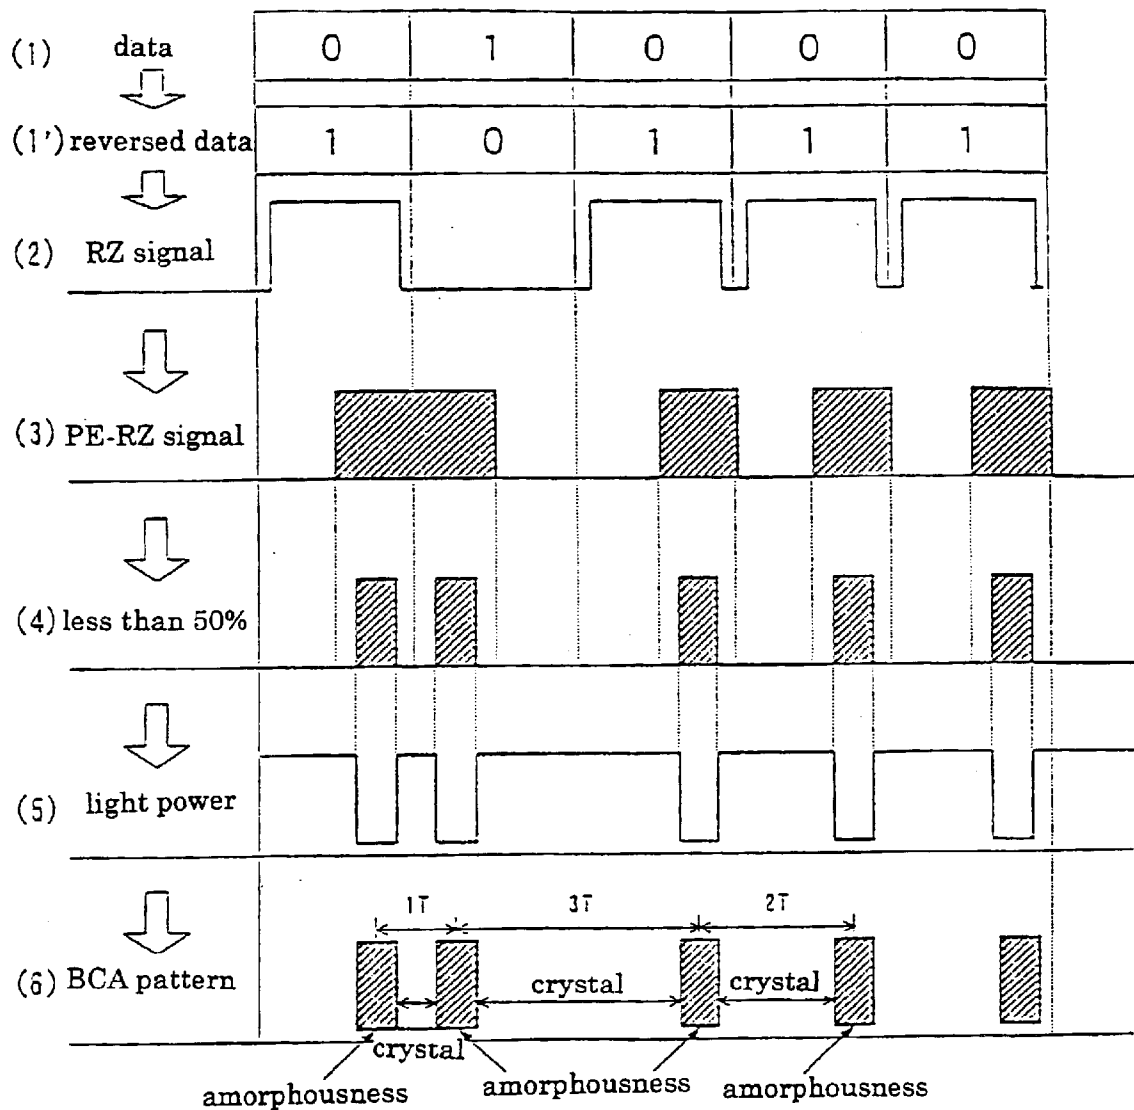 (1) data 0 1 0 0 0
(1') reversed data 1 0 1 1 1
(2) RZ signal
(3) PE-RZ signal
(4) less than 50%
(5) light power
1T 3T 2T
(6) BCA pattern crystal crystal
crystal
amorphousness amorphousness amorphousness